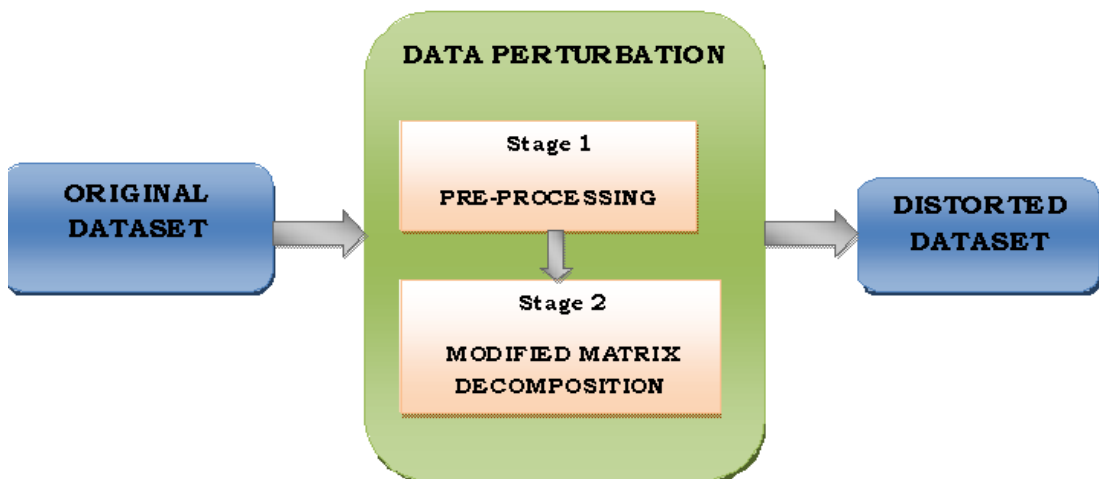 DATA PERTURBATION
Stage 1
PRE-PROCESSING
ORIGINAL
DATASET
DISTORTED
DATASET
Stage 2
MODIFIED MATRIX
DECOMPOSITION